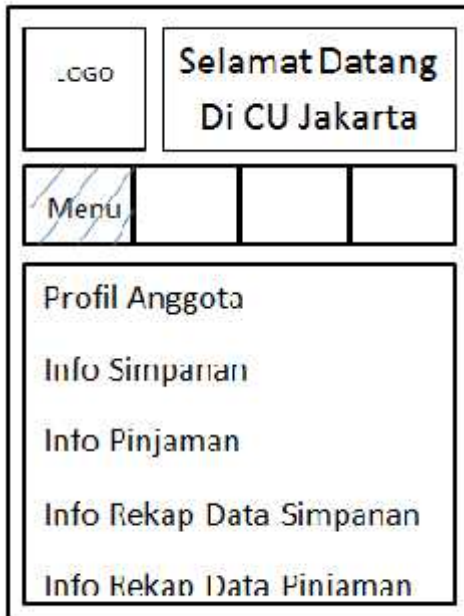 LOGO
Selamat Datang
Di CU Jakarta
Menu
Profil Anggota
Info Simpanan
Info Pinjaman
Info Rekap Data Simpanan
Info Rekap Data Pinjaman